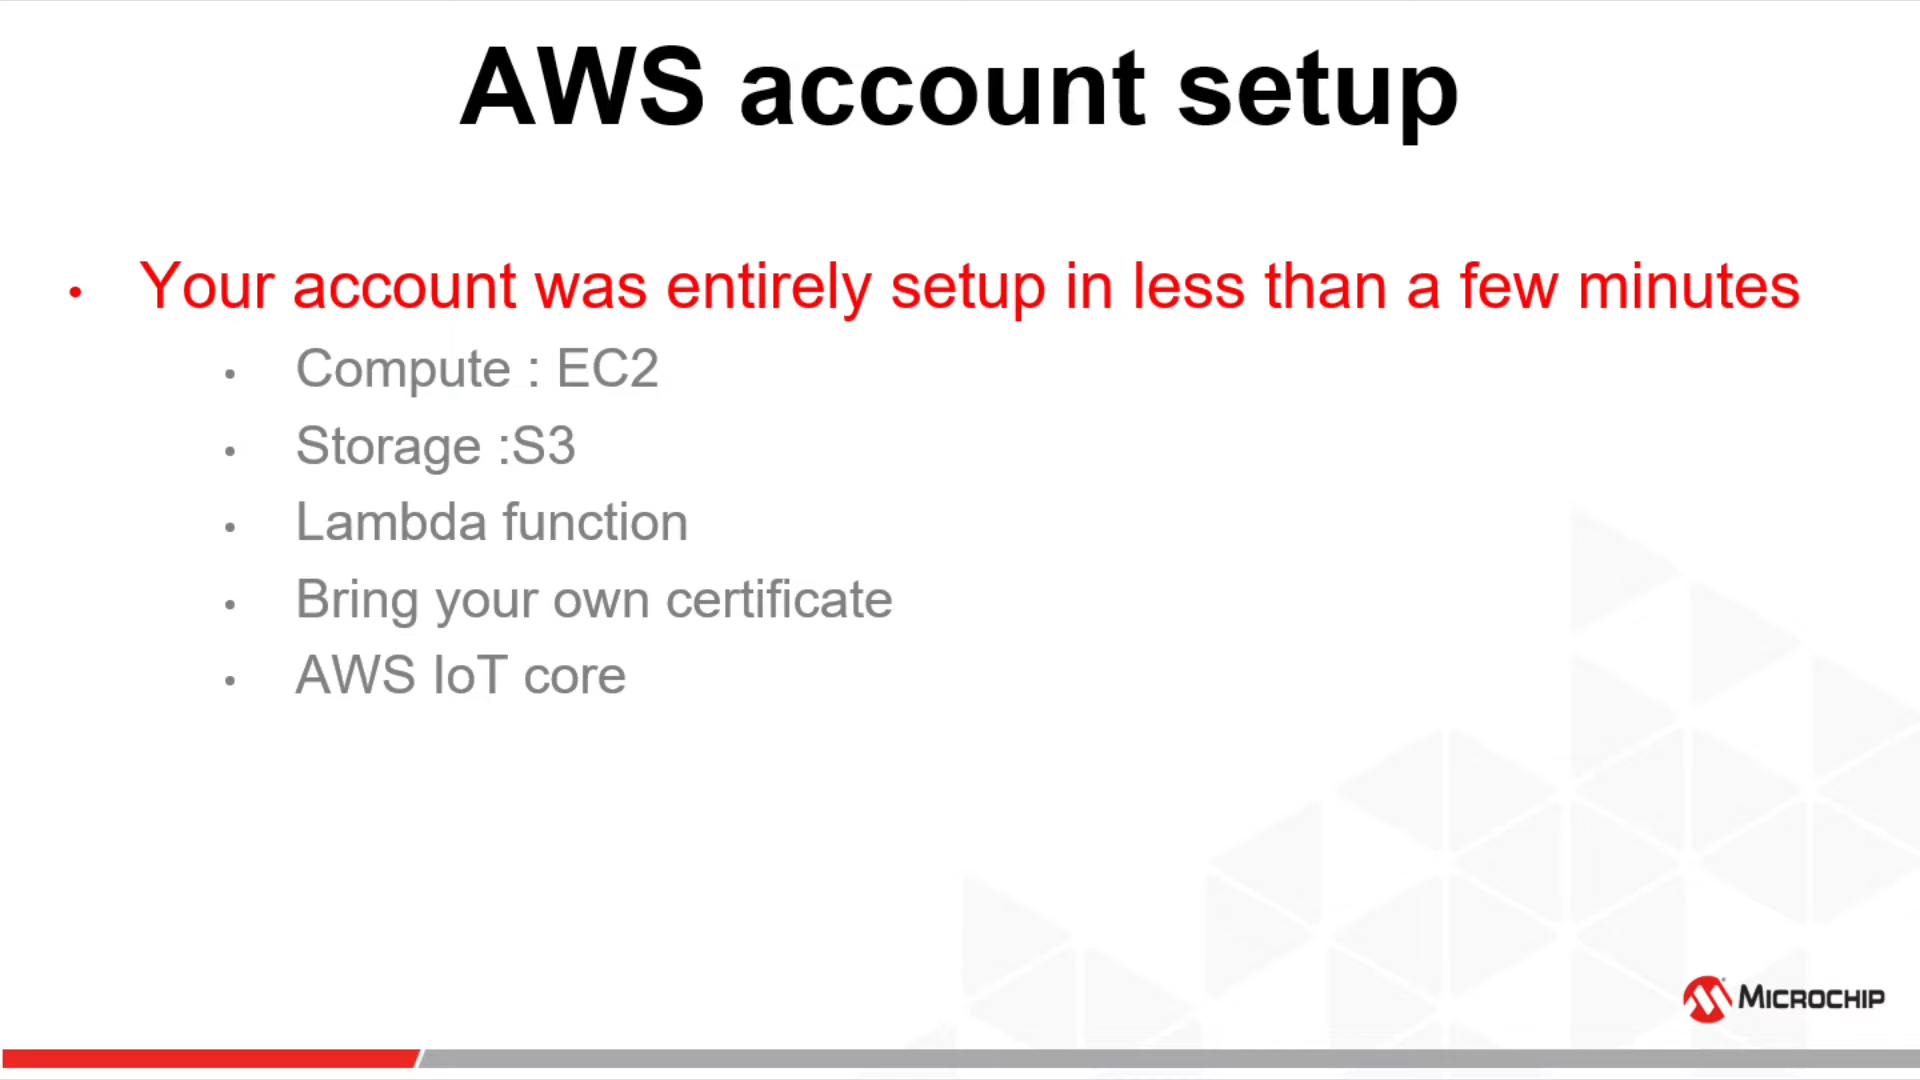 AWS account setup
• Your account was entirely setup in less than a few minutes
• Compute : EC2
• Storage :S3
• Lambda function
• Bring your own certificate
• AWS IoT core
MICROCHIP